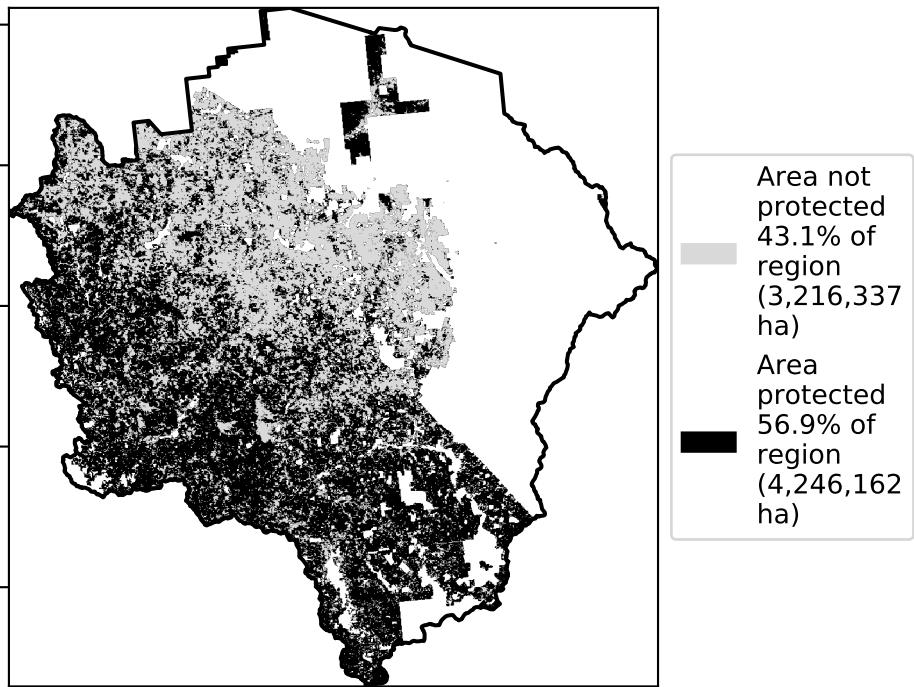 Area not
protected
43.1% of
region
(3,216,337
ha)
Area
protected
56.9% of
region
(4,246,162
ha)